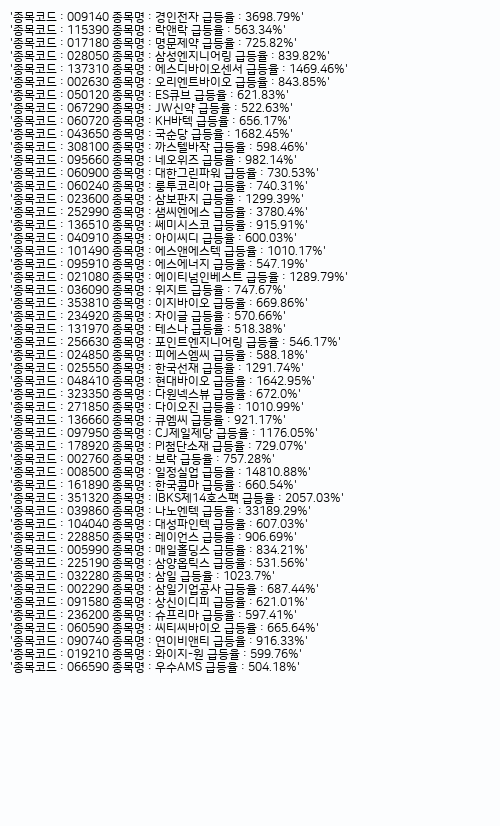 '종목코드 : 009140 종목명 : 경인전자 급등율 : 3698.79%'
'종목코드 : 115390 종목명 : 락앤락 급등율 : 563.34%'
'종목코드 : 017180 종목명 : 명문제약 급등율 : 725.82%'
'종목코드 : 028050 종목명 : 삼성엔지니어링 급등율 : 839.82%'
'종목코드 : 137310 종목명 : 에스디바이오센서 급등율 : 1469.46%'
'종목코드 : 002630 종목명 : 오리엔트바이오 급등율 : 843.85%'
'종목코드 : 050120 종목명 : ES큐브 급등율 : 621.83%'
'종목코드 : 067290 종목명 : JW신약 급등율 : 522.63%'
'종목코드 : 060720 종목명 : KH바텍 급등율 : 656.17%'
'종목코드 : 043650 종목명 : 국순당 급등율 : 1682.45%'
'종목코드 : 308100 종목명 : 까스텔바작 급등율 : 598.46%'
'종목코드 : 095660 종목명 : 네오위즈 급등율 : 982.14%'
'종목코드 : 060900 종목명 : 대한그린파워 급등율 : 730.53%'
'종목코드 : 060240 종목명 : 룽투코리아 급등율 : 740.31%'
'종목코드 : 023600 종목명 : 삼보판지 급등율 : 1299.39%'
'종목코드 : 252990 종목명 : 샘씨엔에스 급등율 : 3780.4%'
'종목코드 : 136510 종목명 : 쎄미시스코 급등율 : 915.91%'
'종목코드 : 040910 종목명 : 아이씨디 급등율 : 600.03%'
'종목코드 : 101490 종목명 : 에스앤에스텍 급등율 : 1010.17%'
'종목코드 : 095910 종목명 : 에스에너지 급등율 : 547.19%'
'종목코드 : 021080 종목명 : 에이티넘인베스트 급등율 : 1289.79%'
'종목코드 : 036090 종목명 : 위지트 급등율 : 747.67%'
'종목코드 : 353810 종목명 : 이지바이오 급등율 : 669.86%'
'종목코드 : 234920 종목명 : 자이글 급등율 : 570.66%'
'종목코드 : 131970 종목명 : 테스나 급등율 : 518.38%'
'종목코드 : 256630 종목명 : 포인트엔지니어링 급등율 : 546.17%'
'종목코드 : 024850 종목명 : 피에스엠씨 급등율 : 588.18%'
'종목코드 : 025550 종목명 : 한국선재 급등율 : 1291.74%'
'종목코드 : 048410 종목명 : 현대바이오 급등율 : 1642.95%'
'종목코드 : 323350 종목명 : 다원넥스뷰 급등율 : 672.0%'
'종목코드 : 271850 종목명 : 다이오진 급등율 : 1010.99%'
'종목코드 : 136660 종목명 : 큐엠씨 급등율 : 921.17%'
'종목코드 : 097950 종목명 : CJ제일제당 급등율 : 1176.05%'
'종목코드 : 178920 종목명 : PI첨단소재 급등율 : 729.07%'
'종목코드 : 002760 종목명 : 보락 급등율 : 757.28%'
'종목코드 : 008500 종목명 : 일정실업 급등율 : 14810.88%'
'종목코드 : 161890 종목명 : 한국콜마 급등율 : 660.54%'
'종목코드 : 351320 종목명 : IBKS제14호스팩 급등율 : 2057.03%'
'종목코드 : 039860 종목명 : 나노엔텍 급등율 : 33189.29%'
'종목코드 : 104040 종목명 : 대성파인텍 급등율 : 607.03%'
'종목코드 : 228850 종목명 : 레이언스 급등율 : 906.69%'
'종목코드 : 005990 종목명 : 매일홀딩스 급등율 : 834.21%'
'종목코드 : 225190 종목명 : 삼양옵틱스 급등율 : 531.56%'
'종목코드 : 032280 종목명 : 삼일 급등율 : 1023.7%'
'종목코드 : 002290 종목명 : 삼일기업공사 급등율 : 687.44%'
'종목코드 : 091580 종목명 : 상신이디피 급등율 : 621.01%'
'종목코드 : 236200 종목명 : 슈프리마 급등율 : 597.41%'
'종목코드 : 060590 종목명 : 씨티씨바이오 급등율 : 665.64%'
'종목코드 : 090740 종목명 : 연이비앤티 급등율 : 916.33%'
'종목코드 : 019210 종목명 : 와이지-원 급등율 : 599.76%'
'종목코드 : 066590 종목명 : 우수AMS 급등율 : 504.18%'